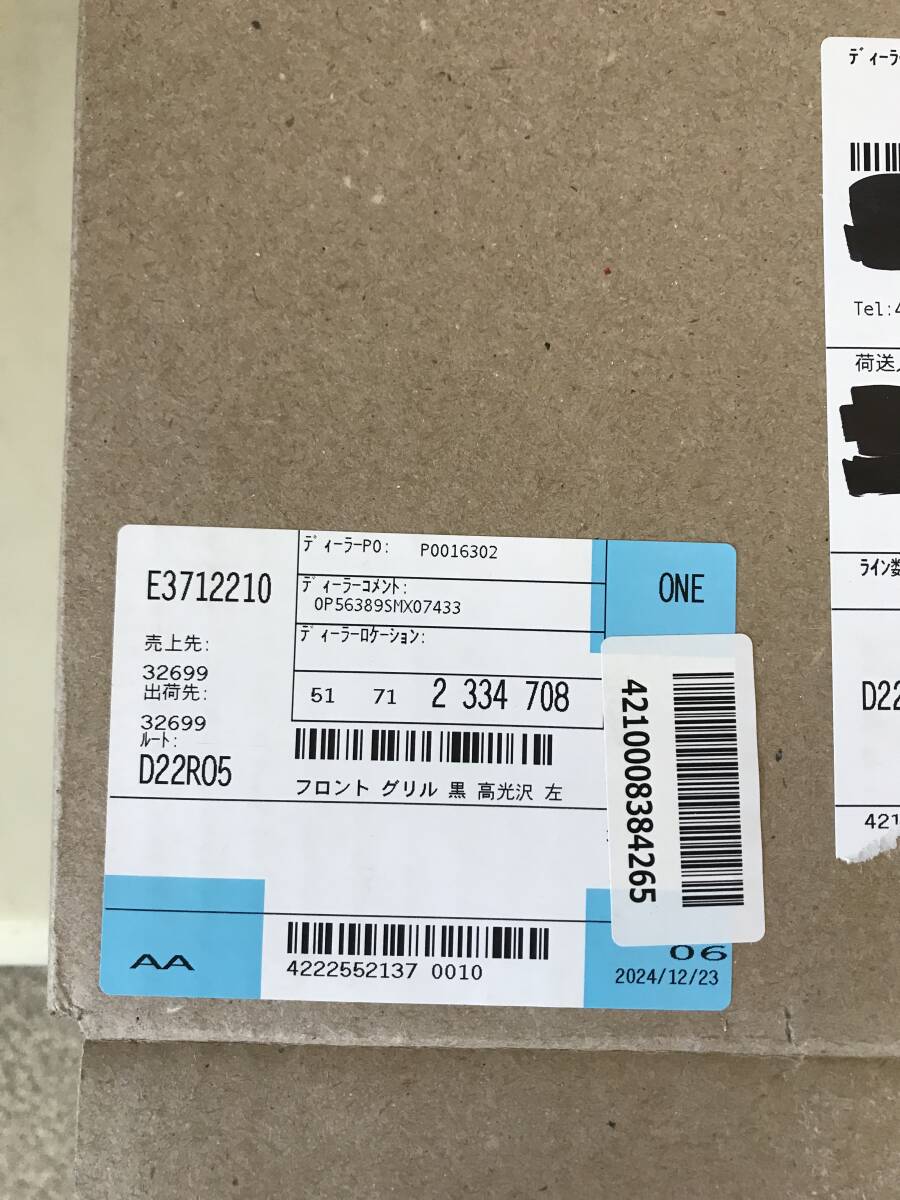 E3712210
売上先:
32699
出荷先:
32699
ルート:
D22R05
ディーラーPO: P0016302
ディーラーコメント:
0P56389SMX07433
ディーラーロケーション:
51 71 2 334 708
フロント グリル 黒 高光沢 左
ONE
4210008384265
AA
4222552137 0010
06
2024/12/23
ディーラ
Tel:4
荷送
ライン数
D22
421